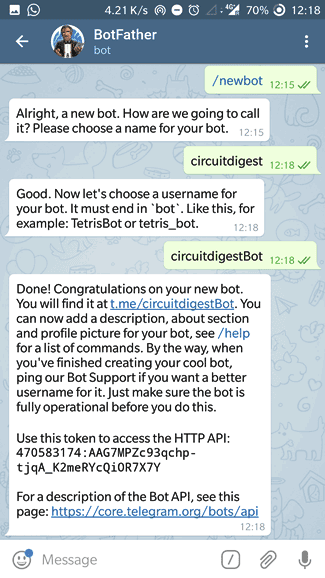 4.21 K/s 4G 70% 12:18
BotFather
bot
/newbot 12:15
Alright, a new bot. How are we going to call
it? Please choose a name for your bot. 12:15
circuitdigest 12:18
Good. Now let's choose a username for
your bot. It must end in `bot`. Like this, for
example: TetrisBot or tetris_bot. 12:18
circuitdigestBot 12:18
Done! Congratulations on your new bot.
You will find it at t.me/circuitdigestBot. You
can now add a description, about section
and profile picture for your bot, see /help
for a list of commands. By the way, when
you've finished creating your cool bot,
ping our Bot Support if you want a better
username for it. Just make sure the bot is
fully operational before you do this.
Use this token to access the HTTP API:
470583174:AAG7MPZc93qchp-
tjqA_K2meRYcQiOR7X7Y
For a description of the Bot API, see this
page: https://core.telegram.org/bots/api
12:18
Message